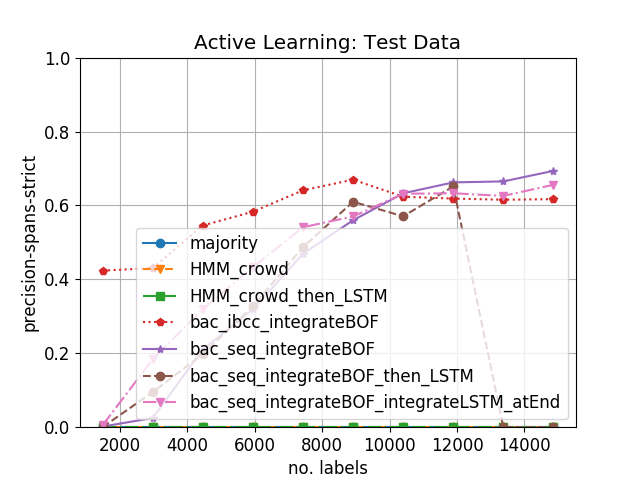 Active Learning: Test Data
precision-spans-strict
1.0
0.8
0.6
0.4
0.2
0.0
majority
HMM_crowd
HMM_crowd_then_LSTM
bac_ibcc_integrateBOF
bac_seq_integrateBOF
bac_seq_integrateBOF_then_LSTM
bac_seq_integrateBOF_integrateLSTM_atEnd
2000 4000 6000 8000 10000 12000 14000
no. labels